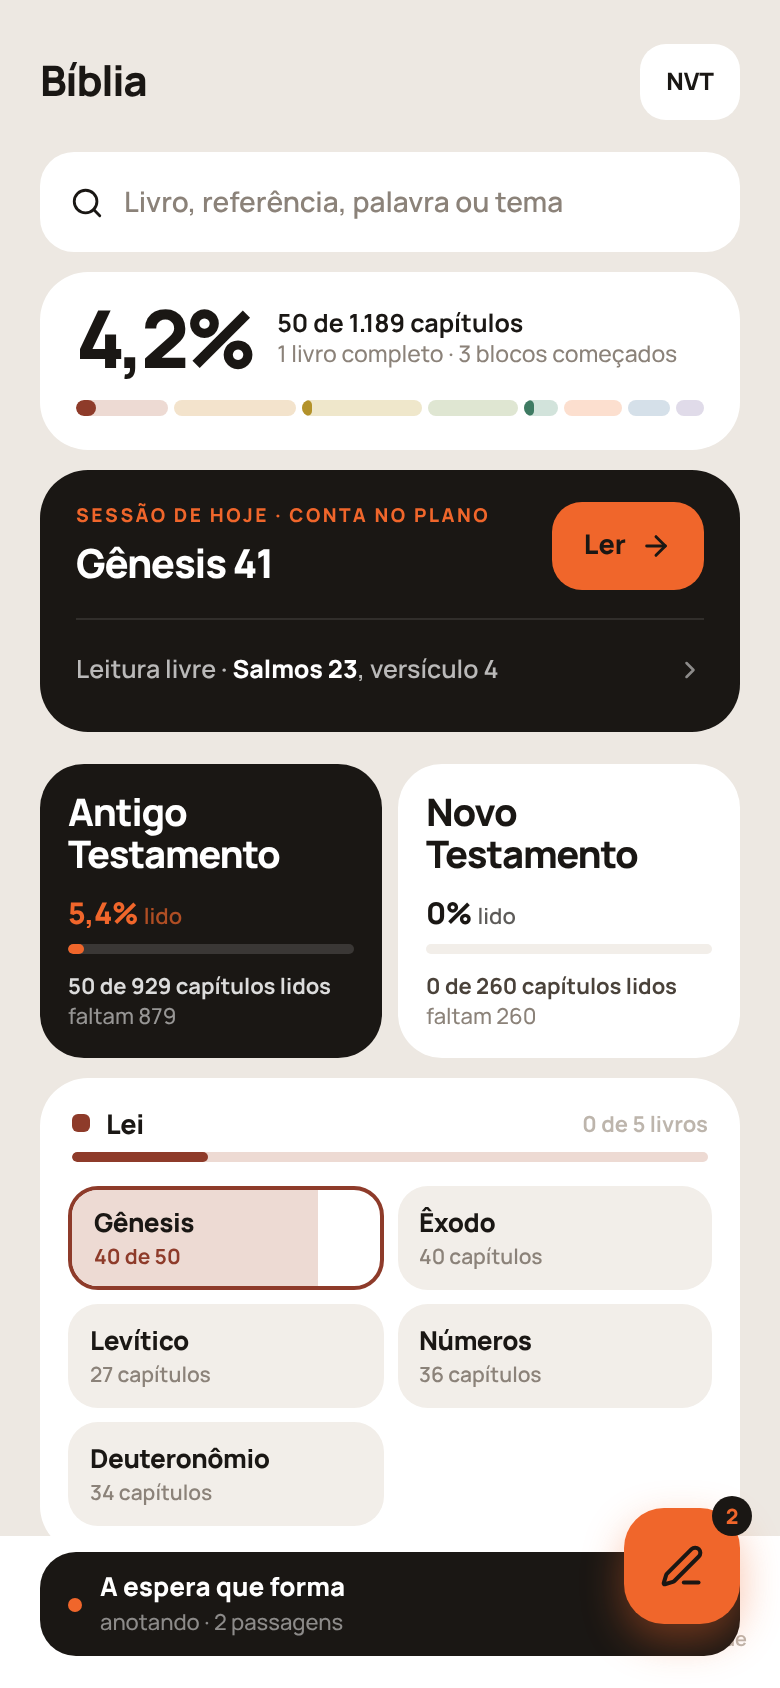 Bíblia
NVT
Livro, referência, palavra ou tema
4,2%
50 de 1.189 capítulos
1 livro completo · 3 blocos começados
SESSÃO DE HOJE · CONTA NO PLANO
Gênesis 41
Ler
Leitura livre · Salmos 23, versículo 4
Antigo
Testamento
5,4% lido
50 de 929 capítulos lidos
faltam 879
Novo
Testamento
0% lido
0 de 260 capítulos lidos
faltam 260
Lei
0 de 5 livros
Gênesis
40 de 50
Êxodo
40 capítulos
Levítico
27 capítulos
Números
36 capítulos
Deuteronômio
34 capítulos
2
A espera que forma
anotando · 2 passagens